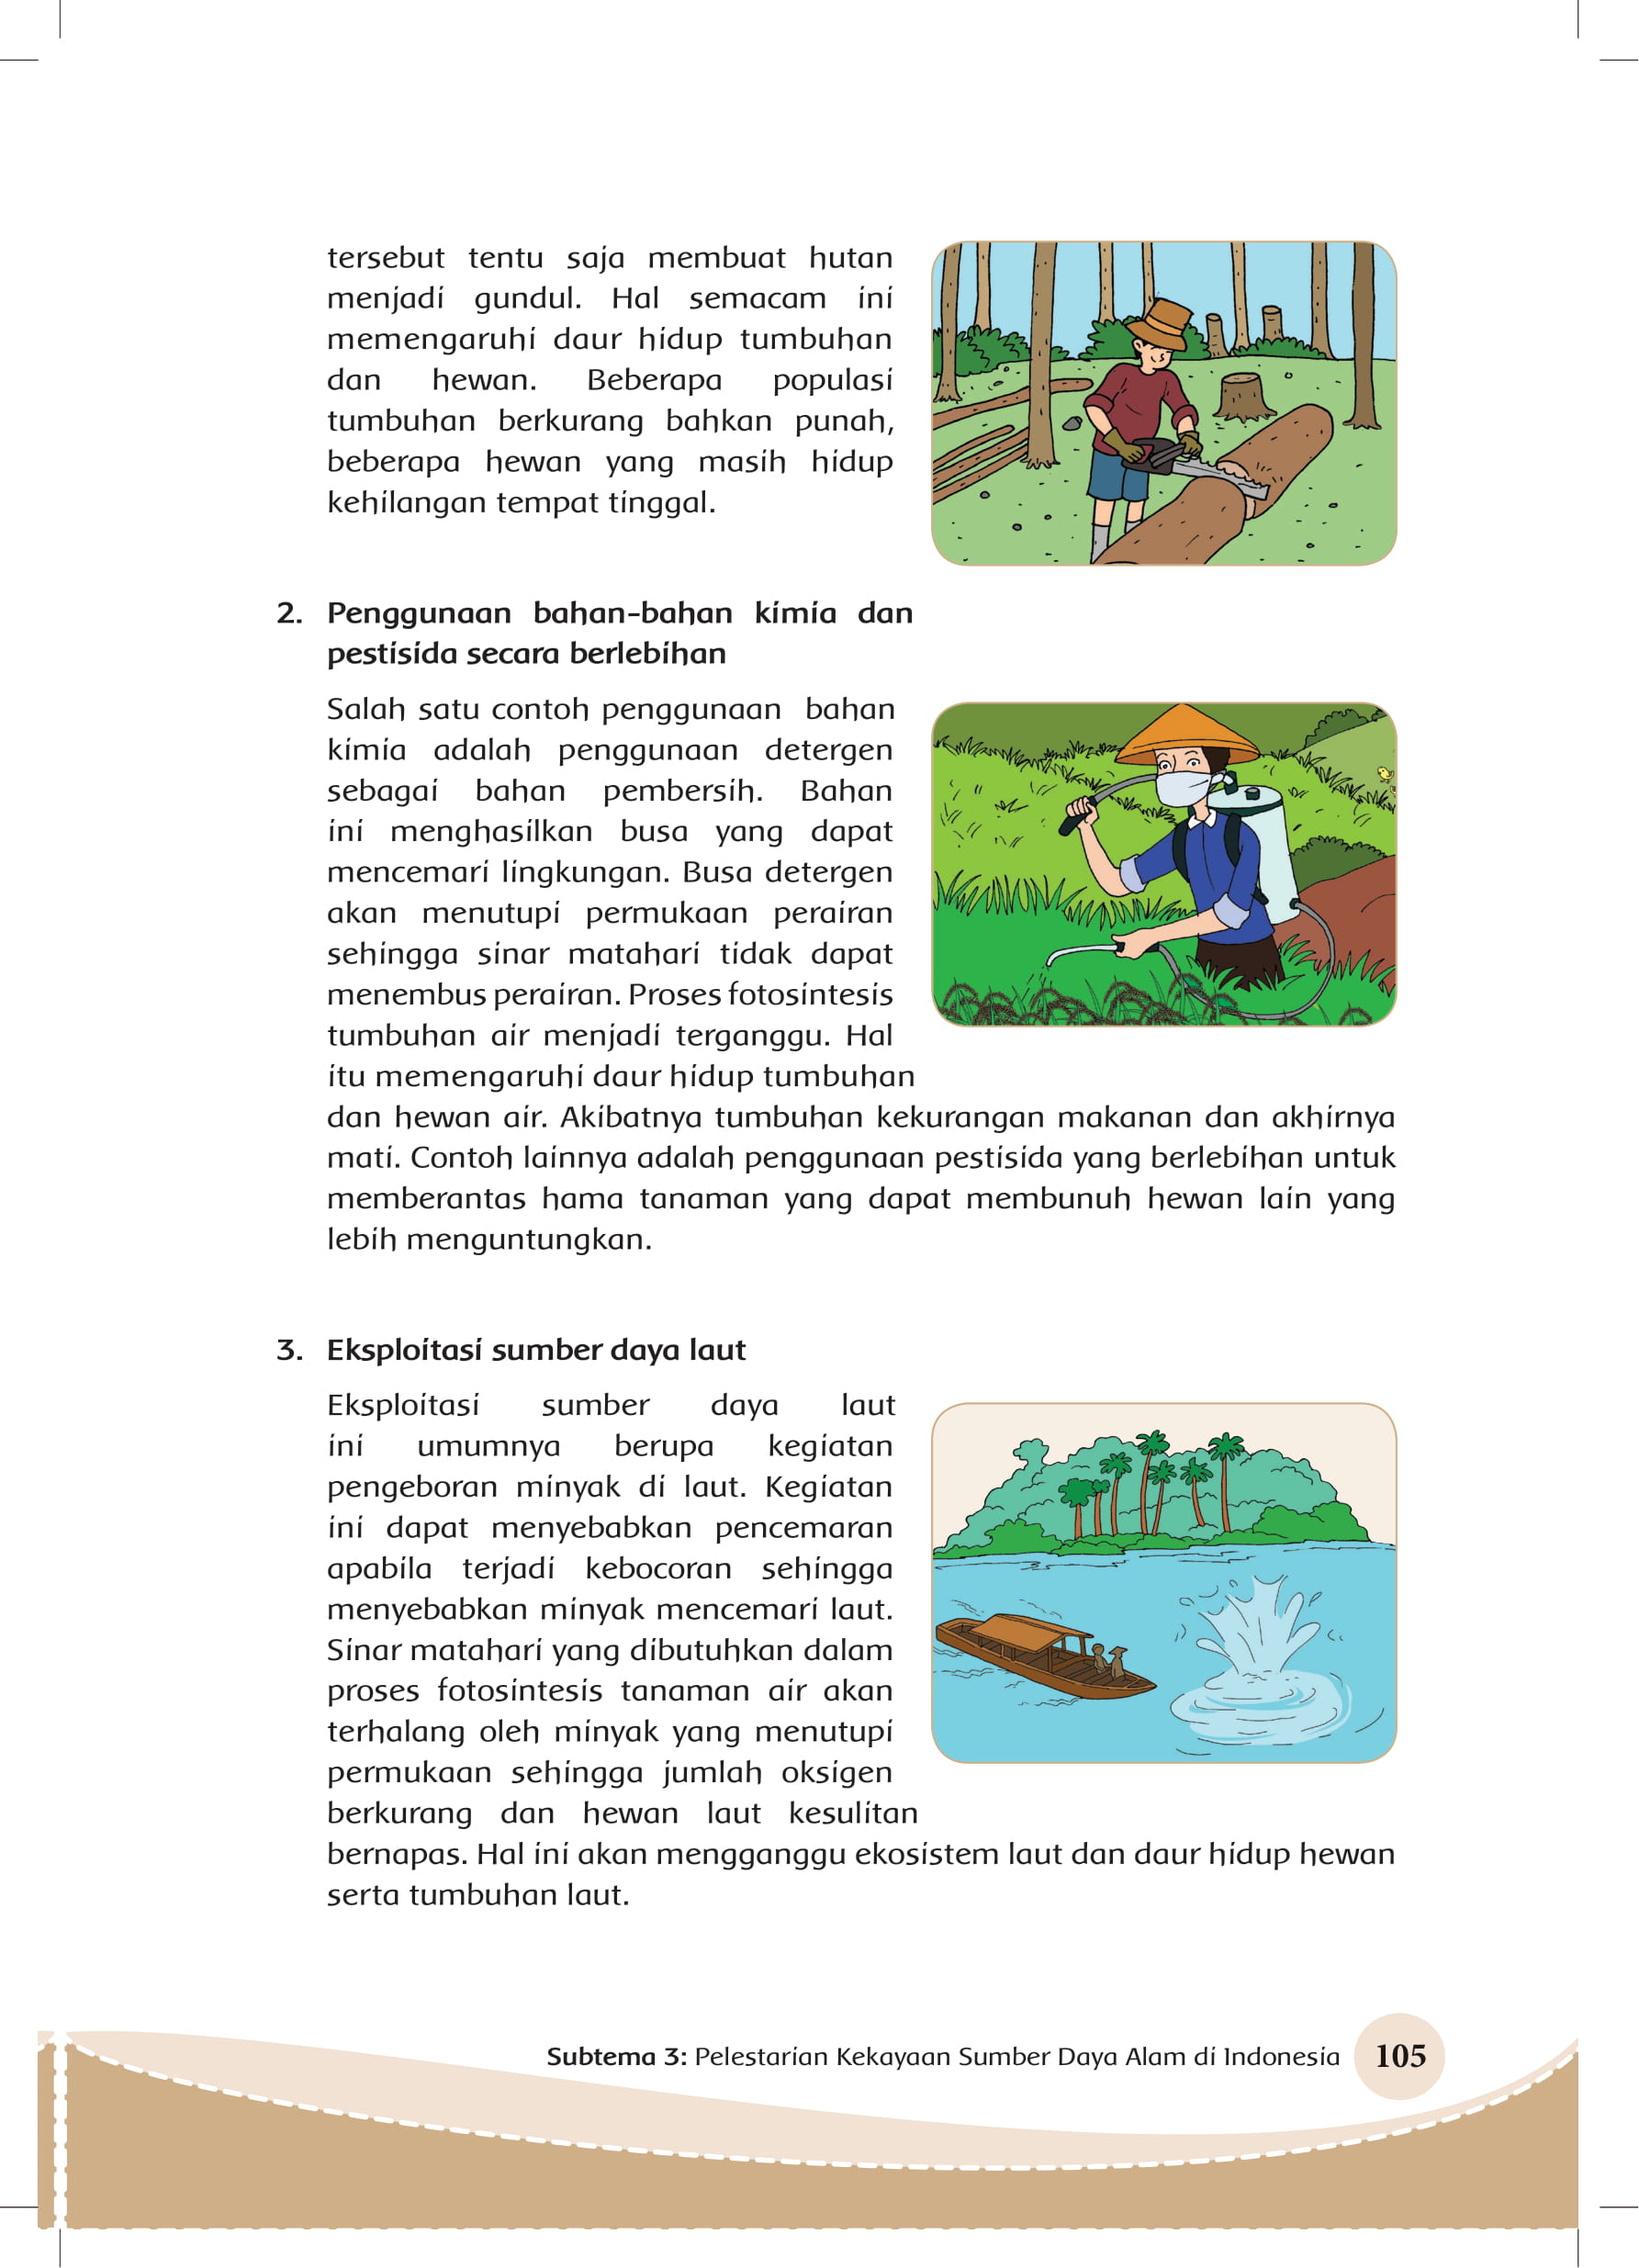 tersebut tentu saja membuat hutan
menjadi gundul. Hal semacam ini
memengaruhi daur hidup tumbuhan
dan hewan. Beberapa populasi
tumbuhan berkurang bahkan punah,
beberapa hewan yang masih hidup
kehilangan tempat tinggal.
2. Penggunaan bahan-bahan kimia dan
pestisida secara berlebihan
Salah satu contoh penggunaan bahan
kimia adalah penggunaan detergen
sebagai bahan pembersih. Bahan
ini menghasilkan busa yang dapat
mencemari lingkungan. Busa detergen
akan menutupi permukaan perairan
sehingga sinar matahari tidak dapat
menembus perairan. Proses fotosintesis
tumbuhan air menjadi terganggu. Hal
itu memengaruhi daur hidup tumbuhan
dan hewan air. Akibatnya tumbuhan kekurangan makanan dan akhirnya
mati. Contoh lainnya adalah penggunaan pestisida yang berlebihan untuk
memberantas hama tanaman yang dapat membunuh hewan lain yang
lebih menguntungkan.
3. Eksploitasi sumber daya laut
Eksploitasi sumber daya laut
ini umumnya berupa kegiatan
pengeboran minyak di laut. Kegiatan
ini dapat menyebabkan pencemaran
apabila terjadi kebocoran sehingga
menyebabkan minyak mencemari laut.
Sinar matahari yang dibutuhkan dalam
proses fotosintesis tanaman air akan
terhalang oleh minyak yang menutupi
permukaan sehingga jumlah oksigen
berkurang dan hewan laut kesulitan
bernapas. Hal ini akan mengganggu ekosistem laut dan daur hidup hewan
serta tumbuhan laut.
Subtema 3: Pelestarian Kekayaan Sumber Daya Alam di Indonesia 105